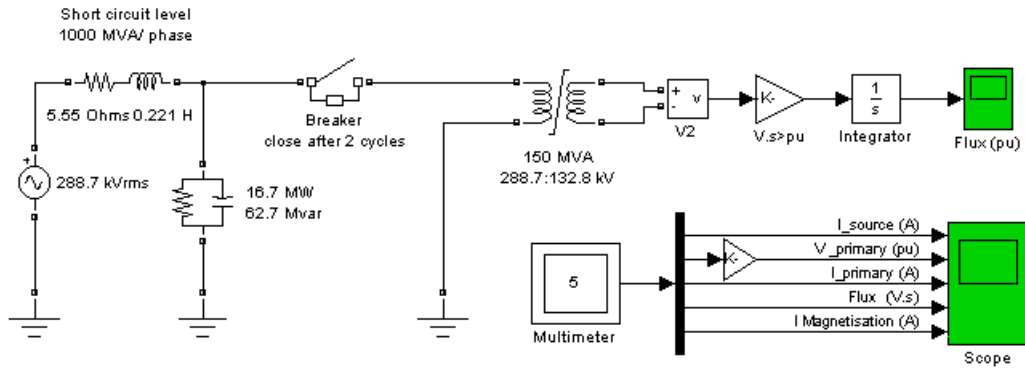 Short circuit level
1000 MVA/ phase
5.55 Ohms 0.221 H
Breaker
close after 2 cycles
+
v
-
V2
K-
V.s>pu
1
s
Integrator
Flux (pu)
150 MVA
288.7:132.8 kV
+
288.7 kVrms
16.7 MW
62.7 Mvar
I_source (A)
K-
V_primary (pu)
I_primary (A)
5
Flux (V.s)
I Magnetisation (A)
Multimeter
Scope